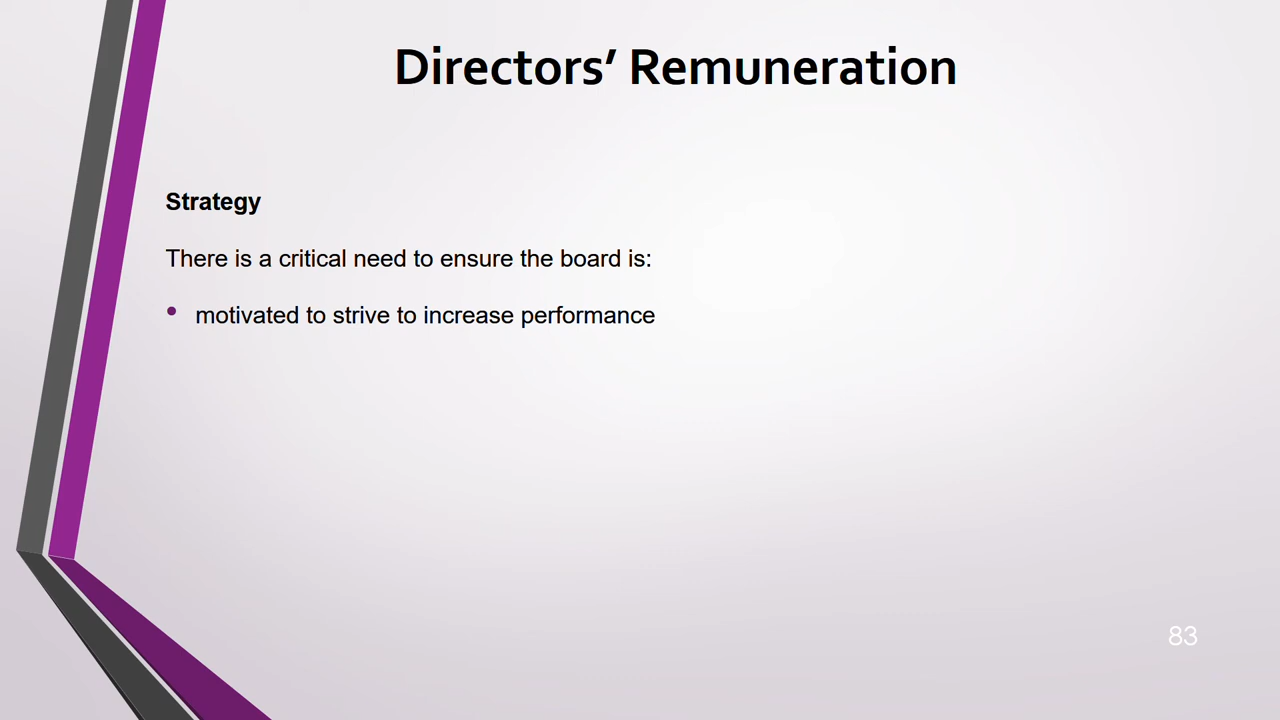 Directors’ Remuneration
Strategy
There is a critical need to ensure the board is:
• motivated to strive to increase performance
83